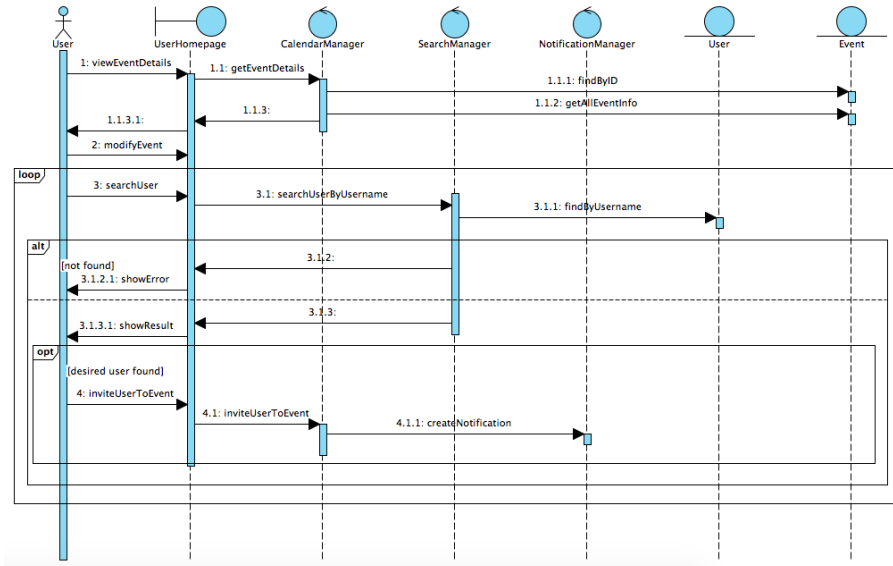 User
UserHomepage
CalendarManager
SearchManager
NotificationManager
User
Event
1: viewEventDetails
1.1: getEventDetails
1.1.1: findByID
1.1.2: getAllEventInfo
1.1.3:
1.1.3.1:
2: modifyEvent
loop
3: searchUser
3.1: searchUserByUsername
3.1.1: findByUsername
alt
[not found]
3.1.2:
3.1.2.1: showError
3.1.3:
3.1.3.1: showResult
opt
[desired user found]
4: inviteUserToEvent
4.1: inviteUserToEvent
4.1.1: createNotification